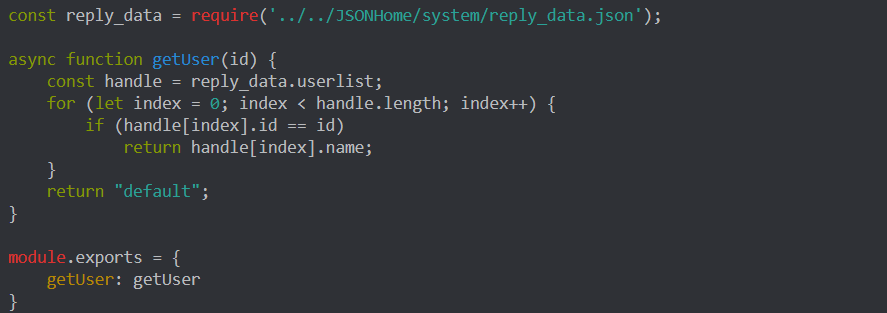 const reply_data = require('../../JSONHome/system/reply_data.json');
async function getUser(id) {
    const handle = reply_data.userlist;
    for (let index = 0; index < handle.length; index++) {
        if (handle[index].id == id)
            return handle[index].name;
    }
    return "default";
}
module.exports = {
    getUser: getUser
}